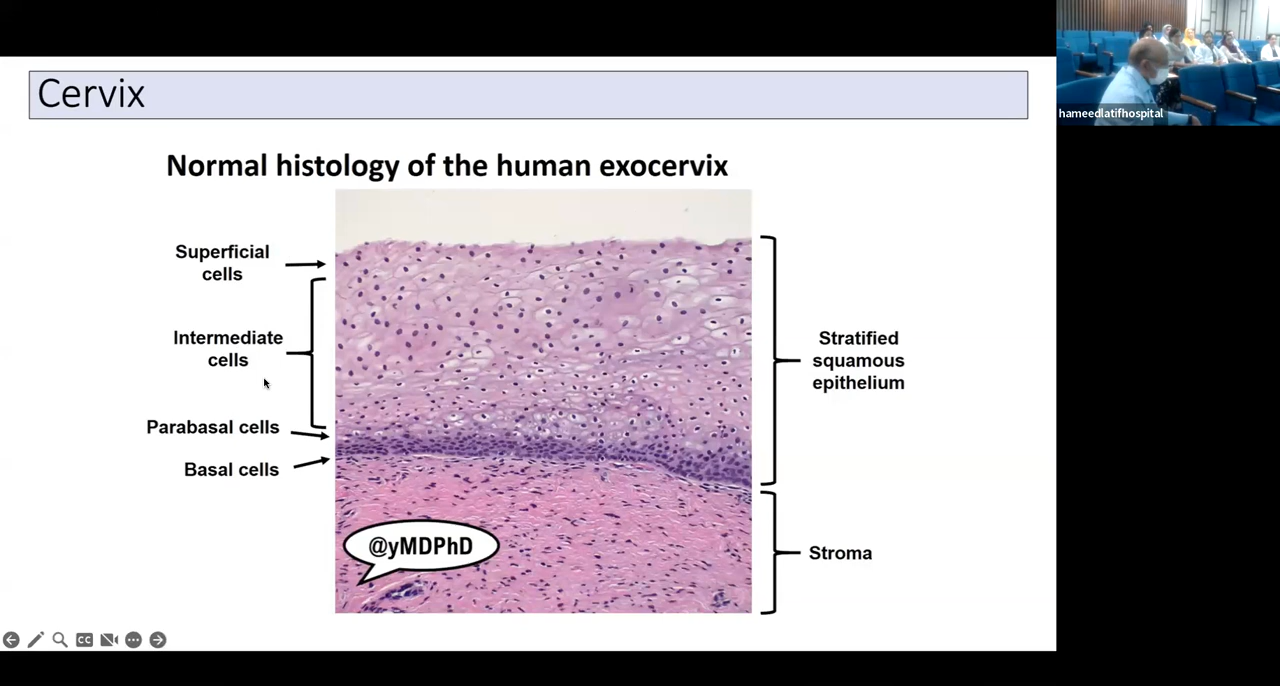 Cervix
hameedlatifhospital
Normal histology of the human exocervix
Superficial
cells
Intermediate
cells
Parabasal cells
Basal cells
Stratified
squamous
epithelium
Stroma
@yMDPhD
CC